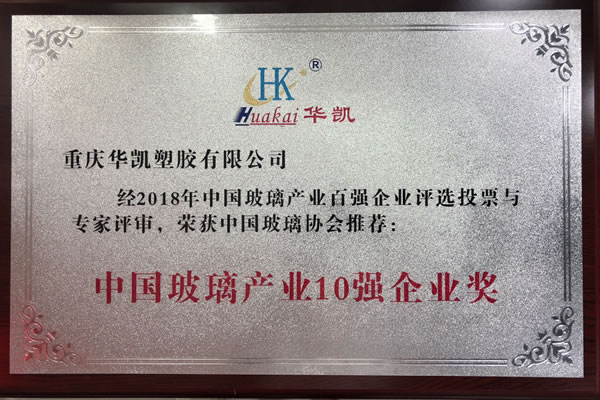 HK®
Huakai 华凯
重庆华凯塑胶有限公司
经2018年中国玻璃产业百强企业评选投票与
专家评审，荣获中国玻璃协会推荐：
中国玻璃产业10强企业奖